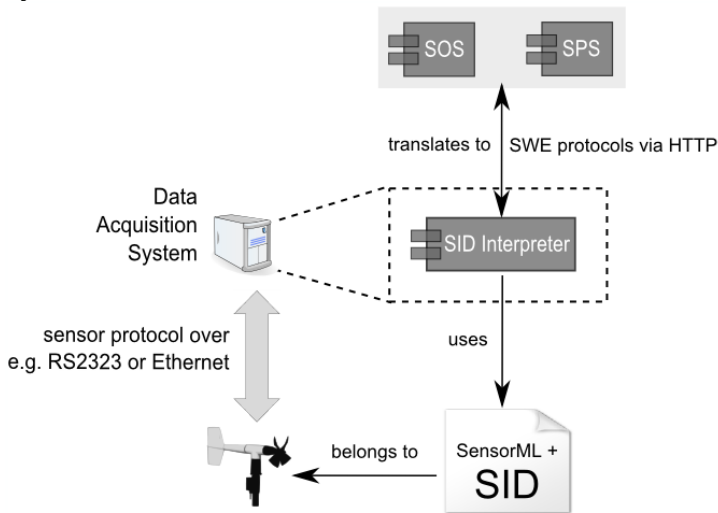 SOS
SPS
translates to
SWE protocols via HTTP
Data
Acquisition
System
SID Interpreter
sensor protocol over
e.g. RS2323 or Ethernet
uses
belongs to
SensorML +
SID